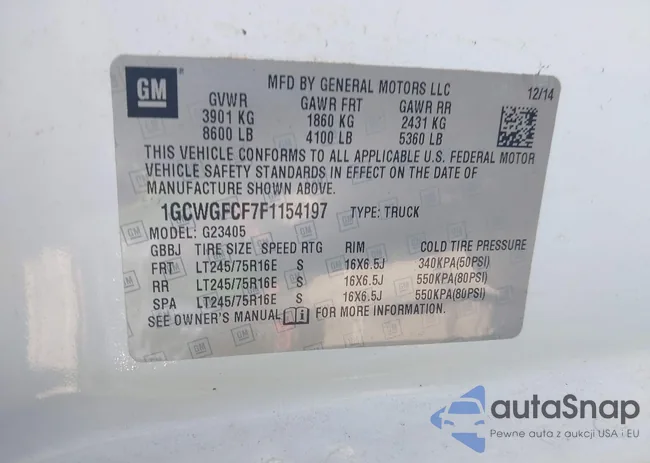 GM
MFD BY GENERAL MOTORS LLC
12/14
GVWR GAWR FRT GAWR RR
3901 KG 1860 KG 2431 KG
8600 LB 4100 LB 5360 LB
THIS VEHICLE CONFORMS TO ALL APPLICABLE U.S. FEDERAL MOTOR
VEHICLE SAFETY STANDARDS IN EFFECT ON THE DATE OF
MANUFACTURE SHOWN ABOVE.
1GCWGFCF7F1154197 TYPE: TRUCK
MODEL: G23405
GBBJ TIRE SIZE SPEED RTG RIM COLD TIRE PRESSURE
FRT LT245/75R16E S 16X6.5J 340KPA(50PSI)
RR LT245/75R16E S 16X6.5J 550KPA(80PSI)
SPA LT245/75R16E S 16X6.5J 550KPA(80PSI)
SEE OWNER'S MANUAL i FOR MORE INFORMATION.
autaSnap
Pewne auta z aukcji USA i EU